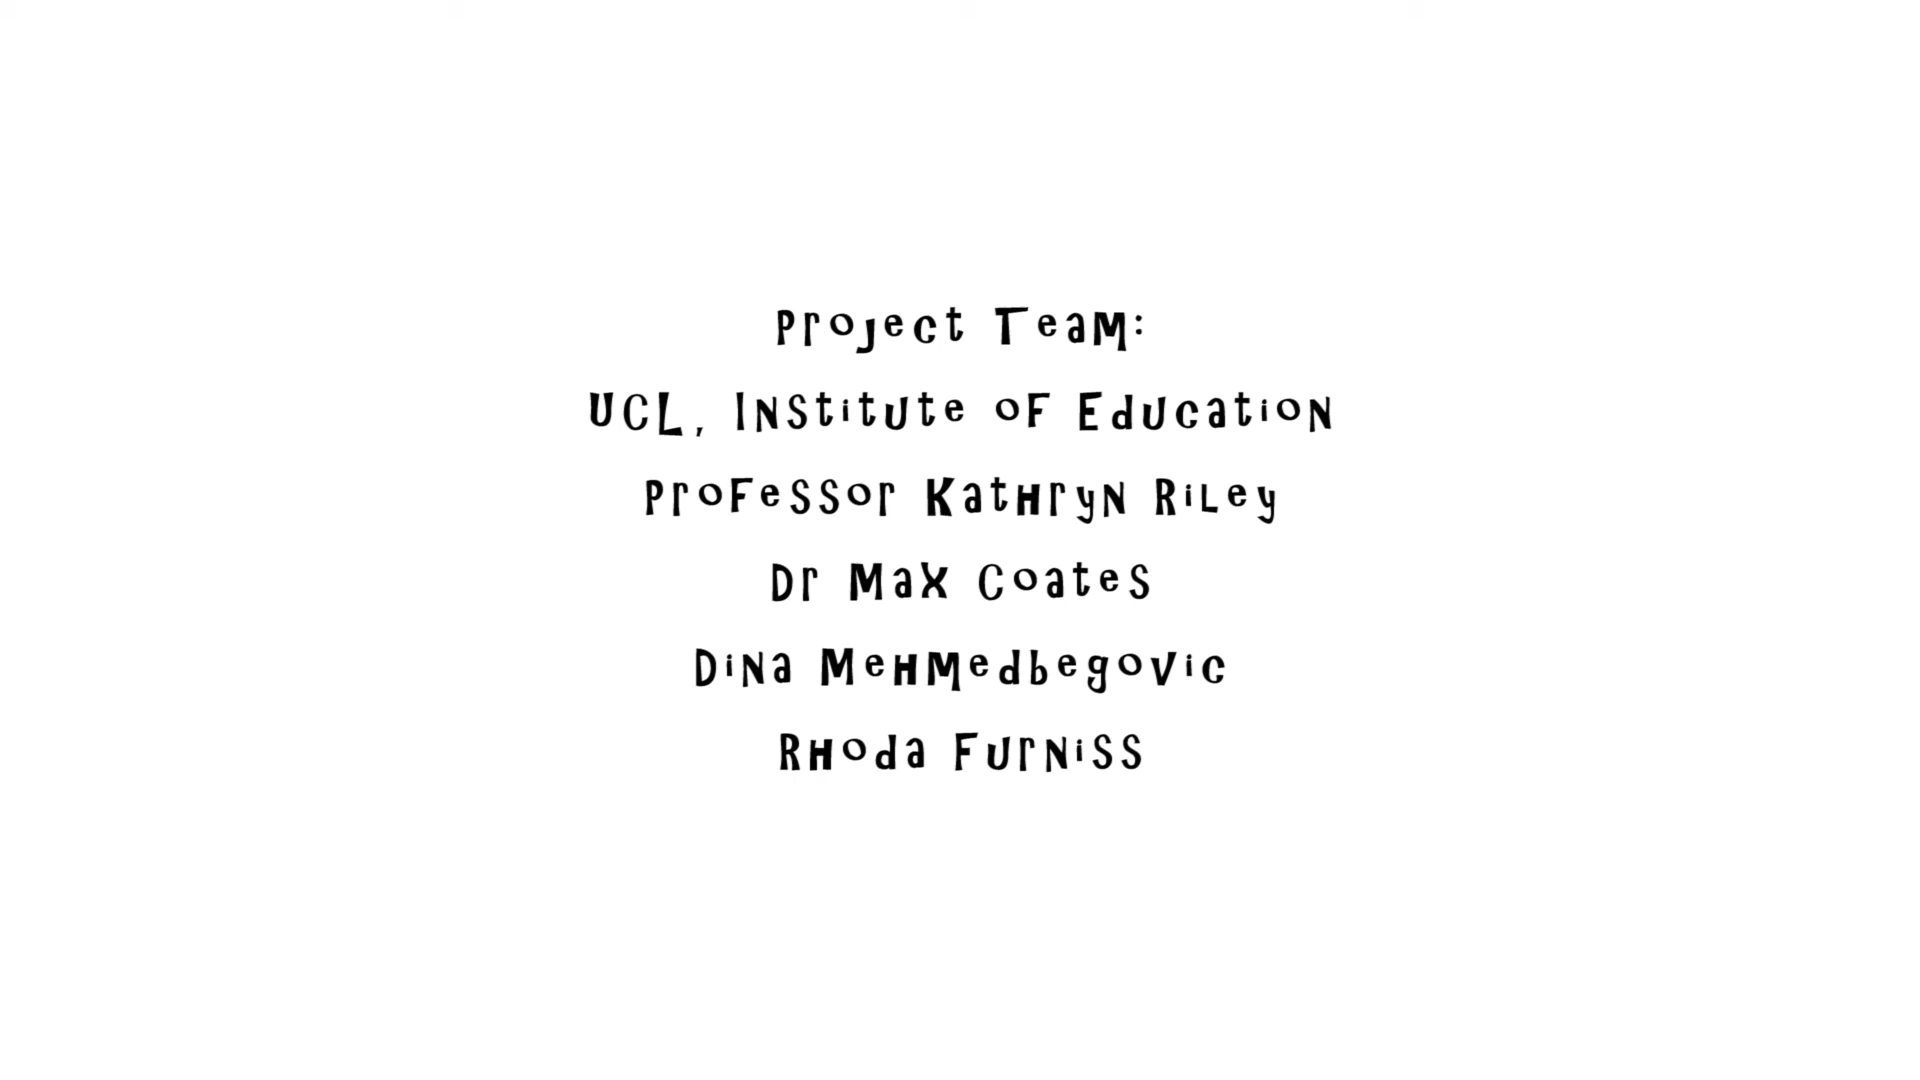 Project Team:
UCL, Institute of Education
Professor Kathryn Riley
Dr Max Coates
Dina Mehmedbegovic
Rhoda Furniss